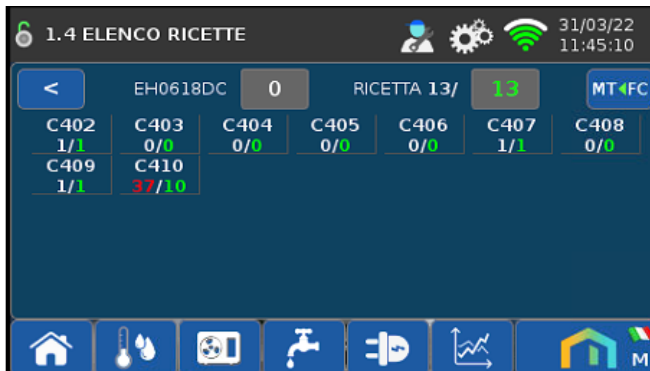 1.4 ELENCO RICETTE 31/03/22
11:45:10
< EH0618DC 0 RICETTA 13/ 13 MT◀FC
C402 C403 C404 C405 C406 C407 C408
1/1 0/0 0/0 0/0 0/0 1/1 0/0
C409 C410
1/1 37/10
M